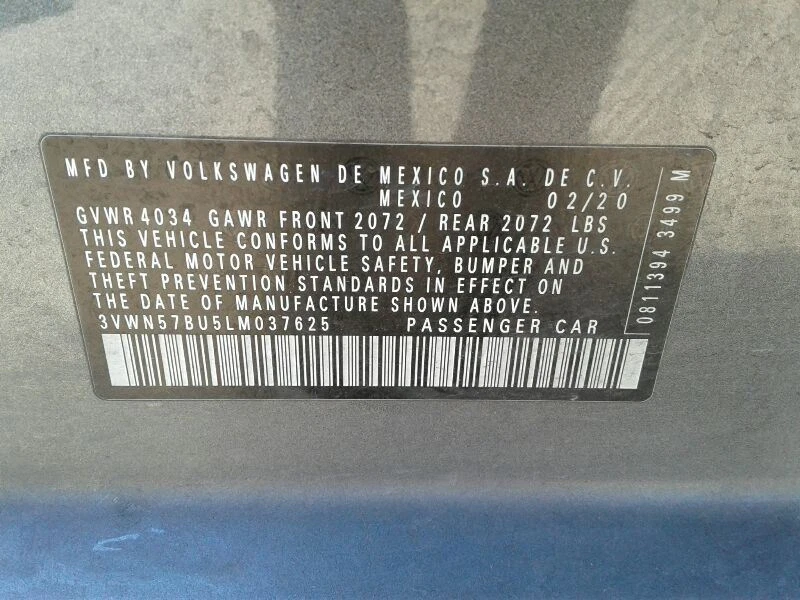 MFD BY VOLKSWAGEN DE MEXICO S.A. DE C.V.
MEXICO 02/20
GVWR 4034 GAWR FRONT 2072 / REAR 2072 LBS
THIS VEHICLE CONFORMS TO ALL APPLICABLE U.S.
FEDERAL MOTOR VEHICLE SAFETY, BUMPER AND
THEFT PREVENTION STANDARDS IN EFFECT ON
THE DATE OF MANUFACTURE SHOWN ABOVE.
3VWN57BU5LM037625 PASSENGER CAR
0811394 3499 M